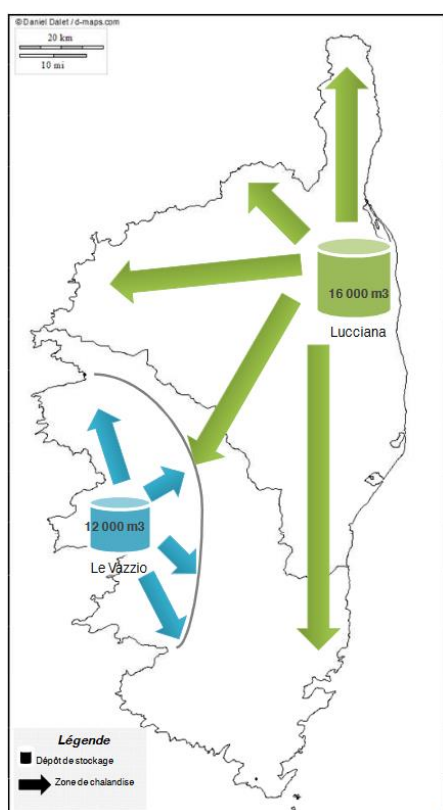 © Daniel Dalet / d-maps.com
20 km
10 mi
16 000 m3
Lucciana
12 000 m3
Le Vazzio
Légende
Dépôt de stockage
Zone de chalandise